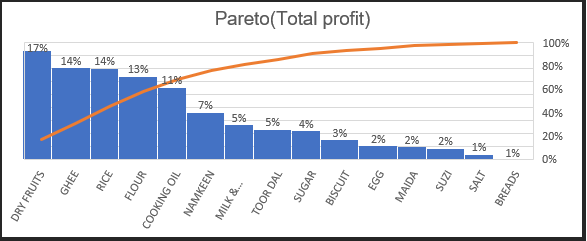 Pareto(Total profit)
17%
14%
14%
13%
11%
7%
5%
5%
4%
3%
2%
2%
2%
1%
1%
100%
80%
60%
40%
20%
0%
DRY FRUITS
GHEE
RICE
FLOUR
COOKING OIL
NAMKEEN
MILK &...
TOOR DAL
SUGAR
BISCUIT
EGG
MAIDA
SUZI
SALT
BREADS